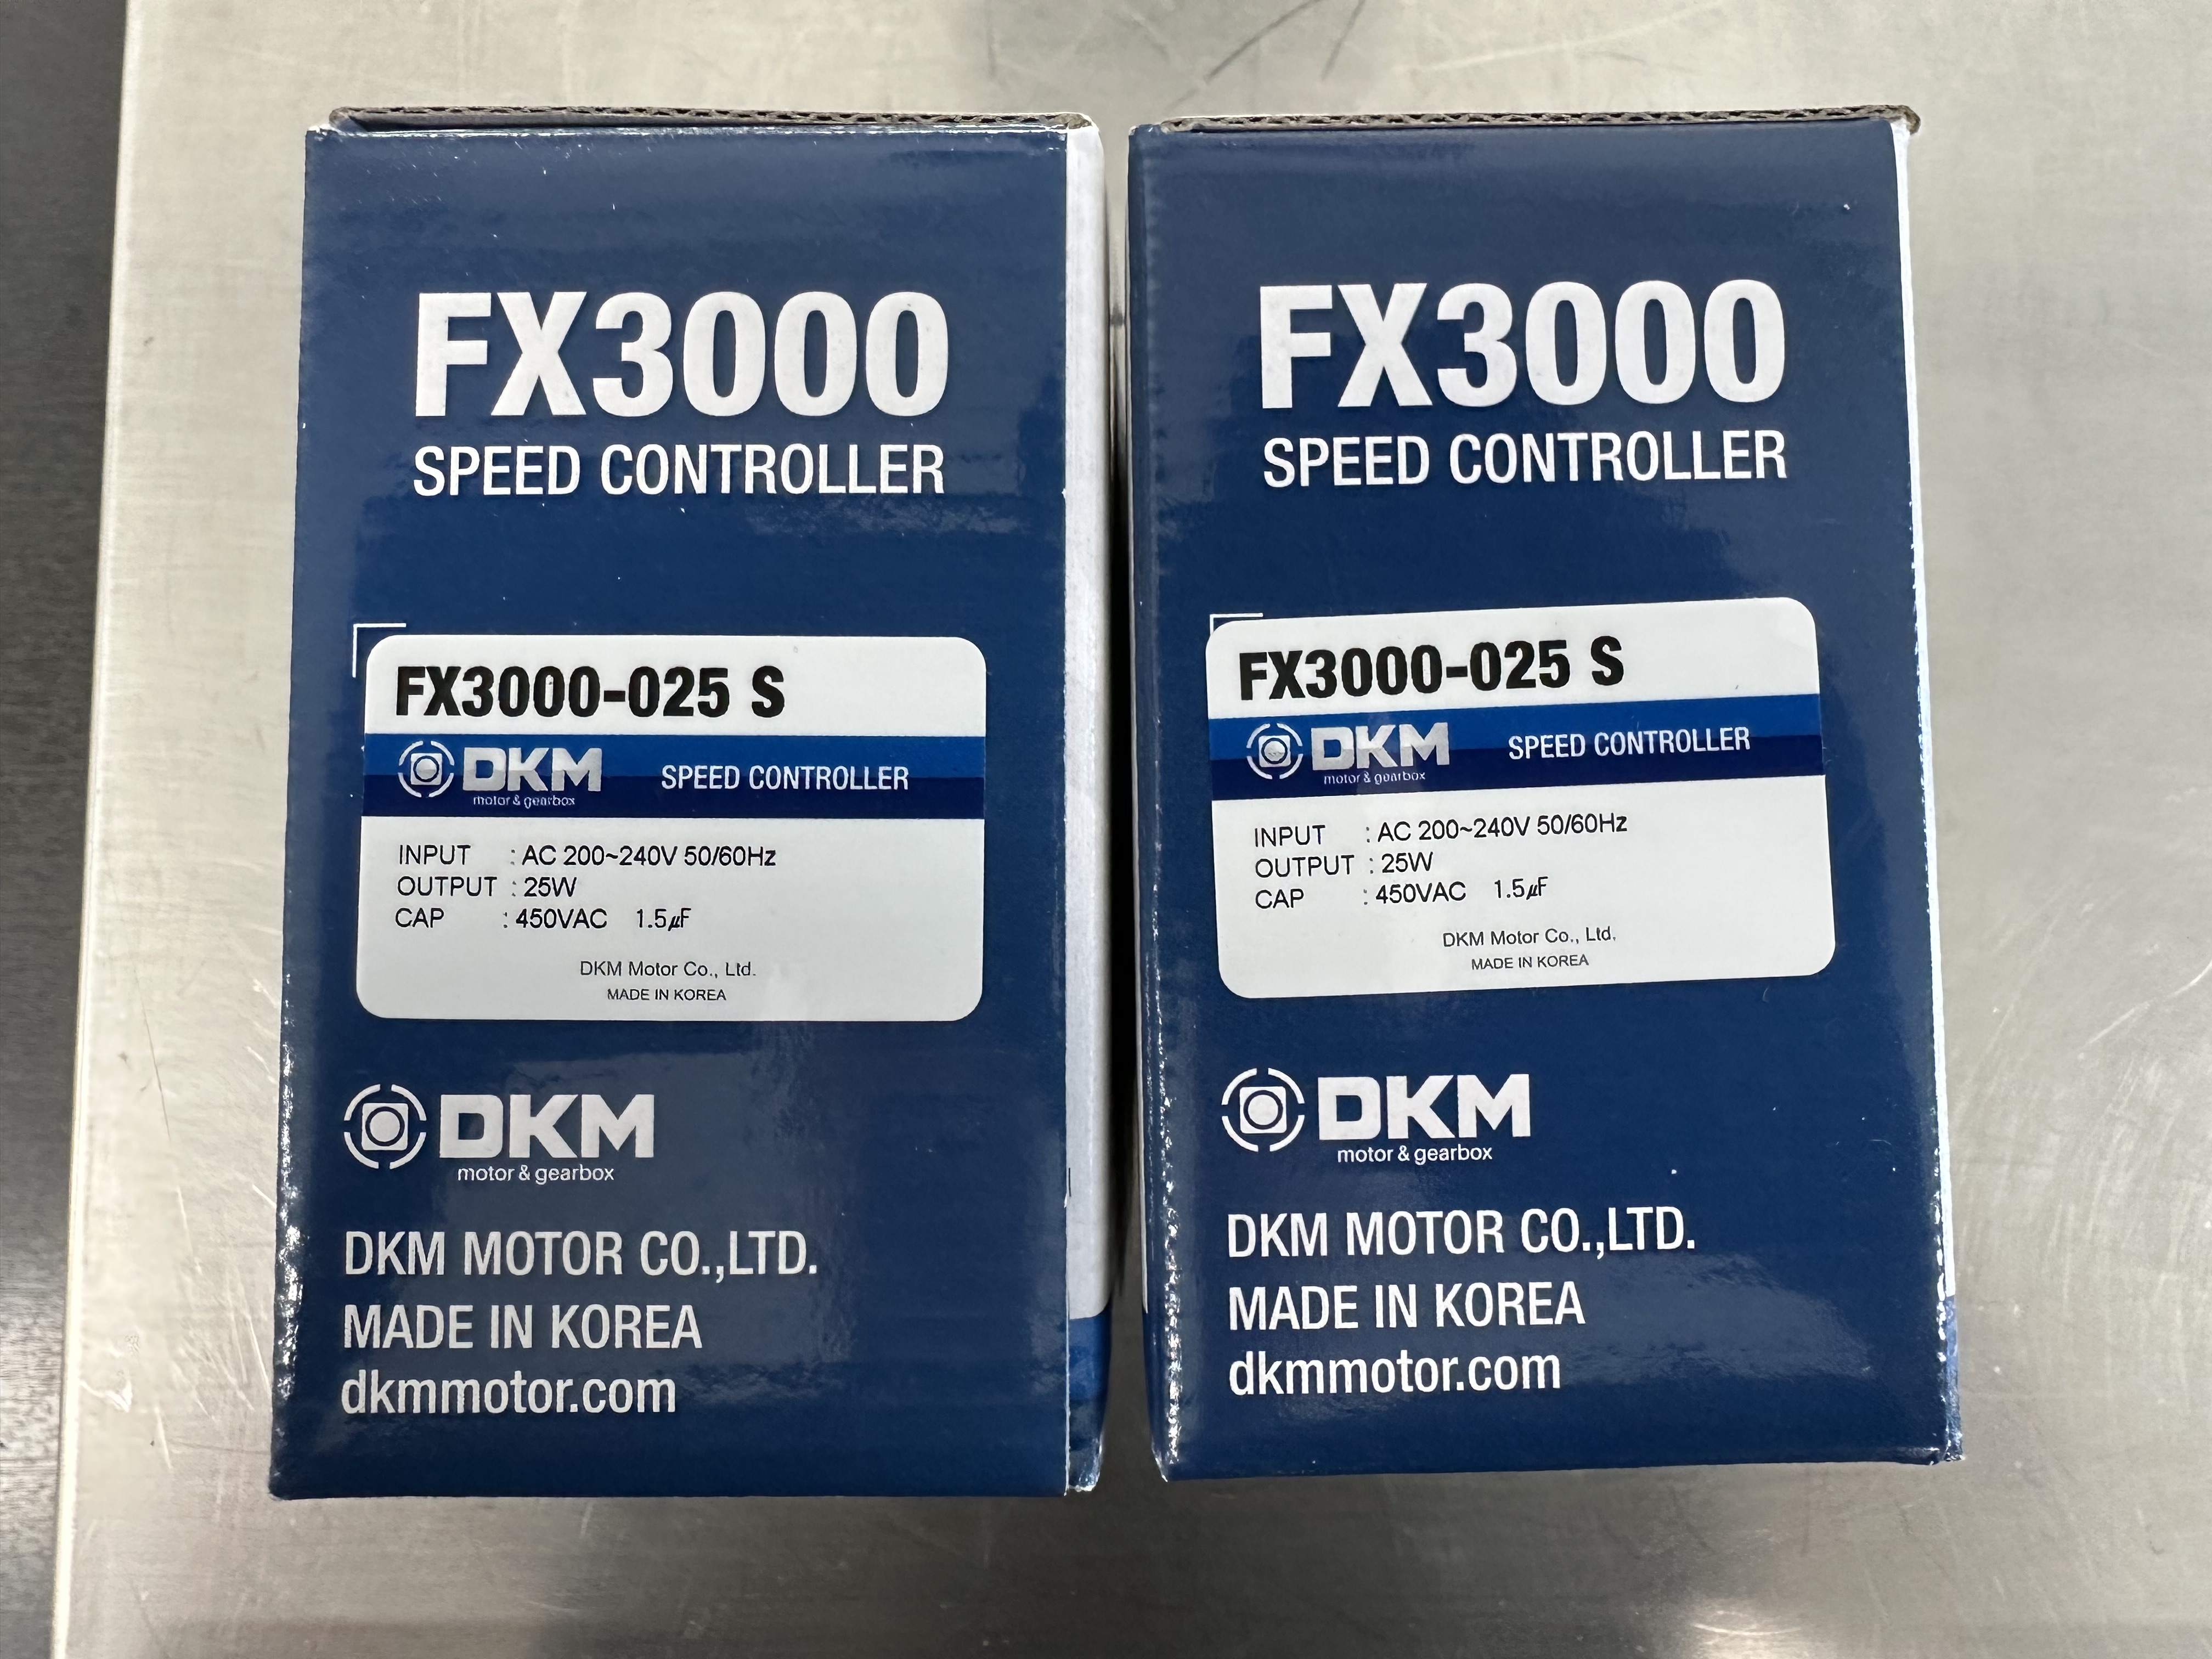 FX3000
SPEED CONTROLLER
FX3000-025 S
DKM
motor & gearbox
SPEED CONTROLLER
INPUT : AC 200~240V 50/60Hz
OUTPUT : 25W
CAP : 450VAC 1.5㎌
DKM Motor Co., Ltd.
MADE IN KOREA
DKM
motor & gearbox
DKM MOTOR CO.,LTD.
MADE IN KOREA
dkmmotor.com
FX3000
SPEED CONTROLLER
FX3000-025 S
DKM
motor & gearbox
SPEED CONTROLLER
INPUT : AC 200~240V 50/60Hz
OUTPUT : 25W
CAP : 450VAC 1.5㎌
DKM Motor Co., Ltd.
MADE IN KOREA
DKM
motor & gearbox
DKM MOTOR CO.,LTD.
MADE IN KOREA
dkmmotor.com